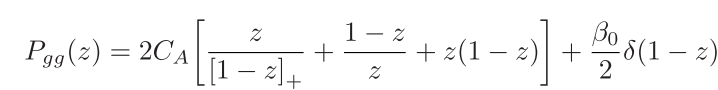 $P_{gg}(z) = 2C_A \left[ \frac{z}{[1-z]_+} + \frac{1-z}{z} + z(1-z) \right] + \frac{\beta_0}{2} \delta(1-z)$